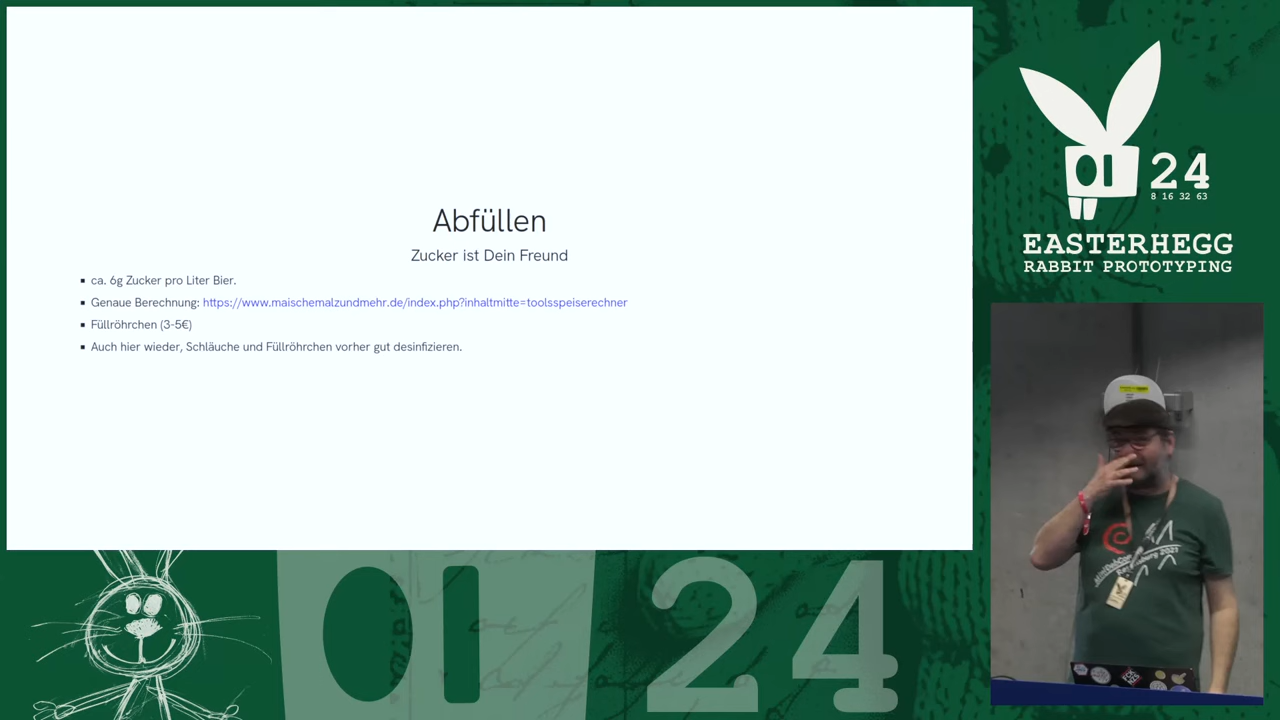 Abfüllen
Zucker ist Dein Freund
▪ ca. 6g Zucker pro Liter Bier.
▪ Genaue Berechnung: https://www.maischemalzundmehr.de/index.php?inhaltmitte=toolsspeiserechner
▪ Füllröhrchen (3-5€)
▪ Auch hier wieder, Schläuche und Füllröhrchen vorher gut desinfizieren.
24
8 16 32 63
EASTERHEGG
RABBIT PROTOTYPING
24